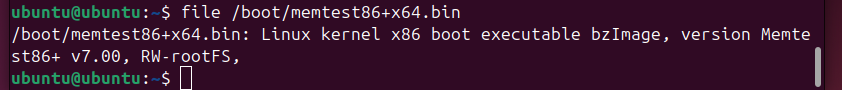 ubuntu@ubuntu:~$ file /boot/memtest86+x64.bin
/boot/memtest86+x64.bin: Linux kernel x86 boot executable bzImage, version Memte
st86+ v7.00, RW-rootFS,
ubuntu@ubuntu:~$